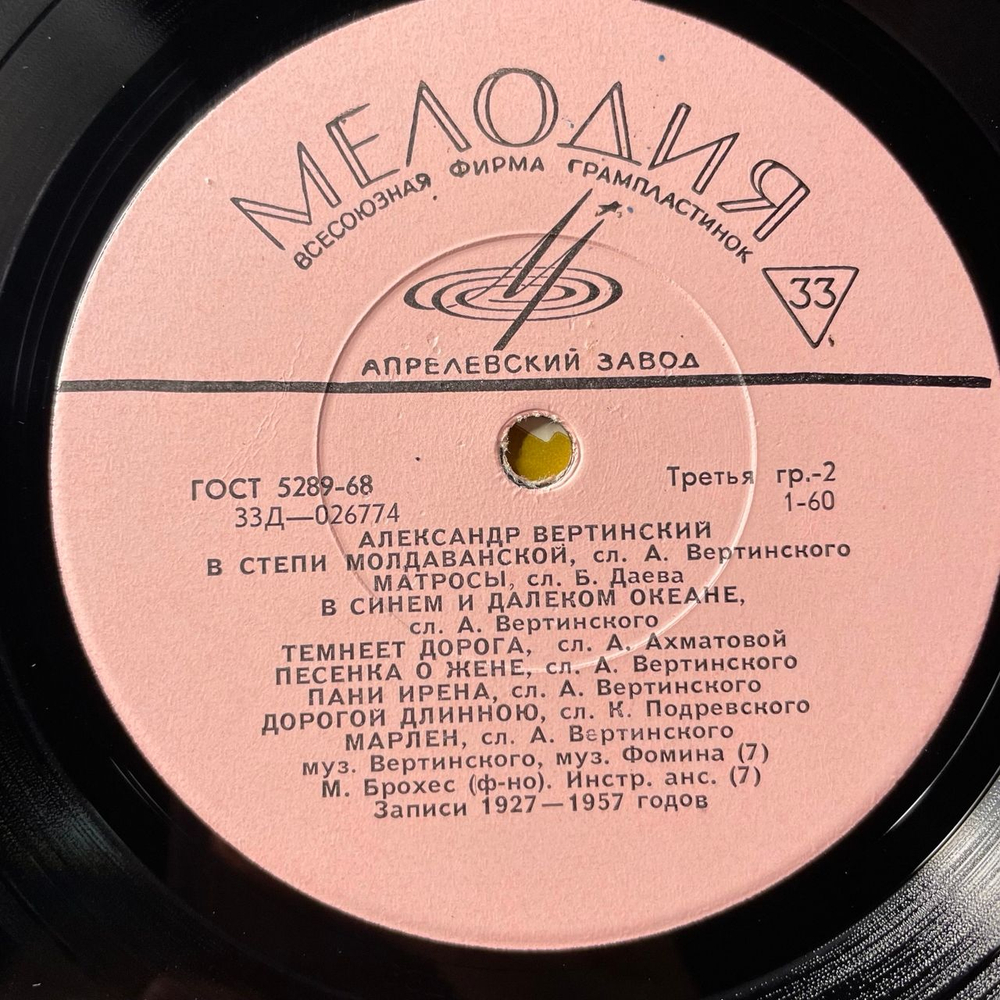 МЕЛОДИЯ
ВСЕСОЮЗНАЯ ФИРМА ГРАМПЛАСТИНОК
33
АПРЕЛЕВСКИЙ ЗАВОД
ГОСТ 5289-68
Третья гр.-2
33Д—026774
1-60
АЛЕКСАНДР ВЕРТИНСКИЙ
В СТЕПИ МОЛДАВАНСКОЙ, сл. А. Вертинского
МАТРОСЫ, сл. Б. Даева
В СИНЕМ И ДАЛЕКОМ ОКЕАНЕ,
сл. А. Вертинского
ТЕМНЕЕТ ДОРОГА, сл. А. Ахматовой
ПЕСЕНКА О ЖЕНЕ, сл. А. Вертинского
ПАНИ ИРЕНА, сл. А. Вертинского
ДОРОГОЙ ДЛИННОЮ, сл. К. Подревского
МАРЛЕН, сл. А. Вертинского
муз. Вертинского, муз. Фомина (7)
М. Брохес (ф-но). Инстр. анс. (7)
Записи 1927—1957 годов